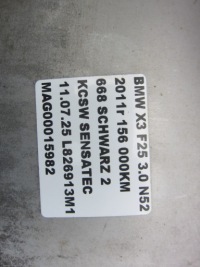 BMW X3 F25 3.0 N52
2011r 156 000KM
668 SCHWARZ 2
KCSW SENSATEC
11.07.25 L826913M1
MAG00015982